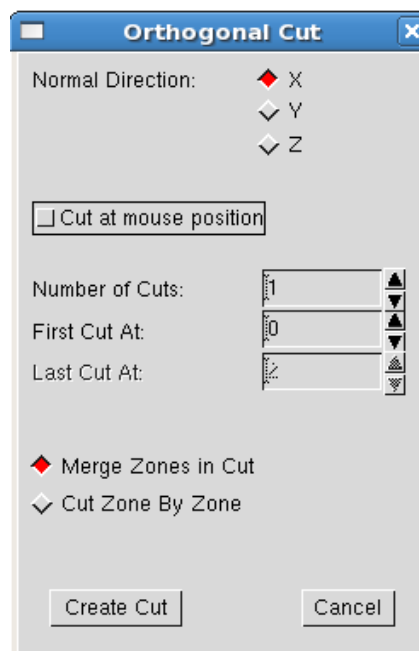 Orthogonal Cut
Normal Direction:
X
Y
Z
Cut at mouse position
Number of Cuts:
1
First Cut At:
0
Last Cut At:
2
Merge Zones in Cut
Cut Zone By Zone
Create Cut
Cancel